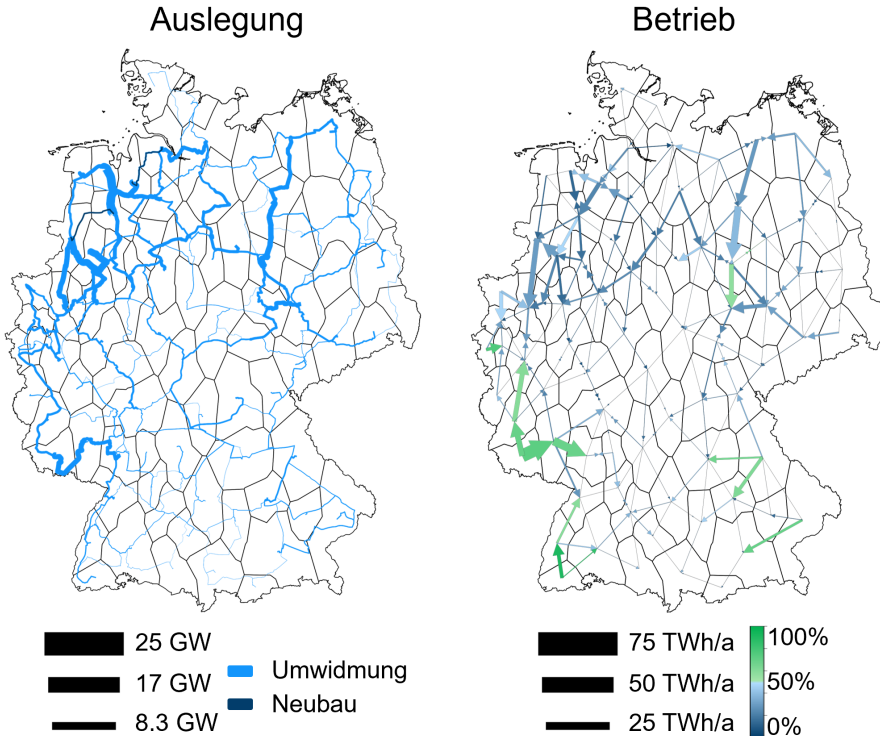 Auslegung
Betrieb
25 GW
17 GW
8.3 GW
Umwidmung
Neubau
75 TWh/a
50 TWh/a
25 TWh/a
100%
50%
0%